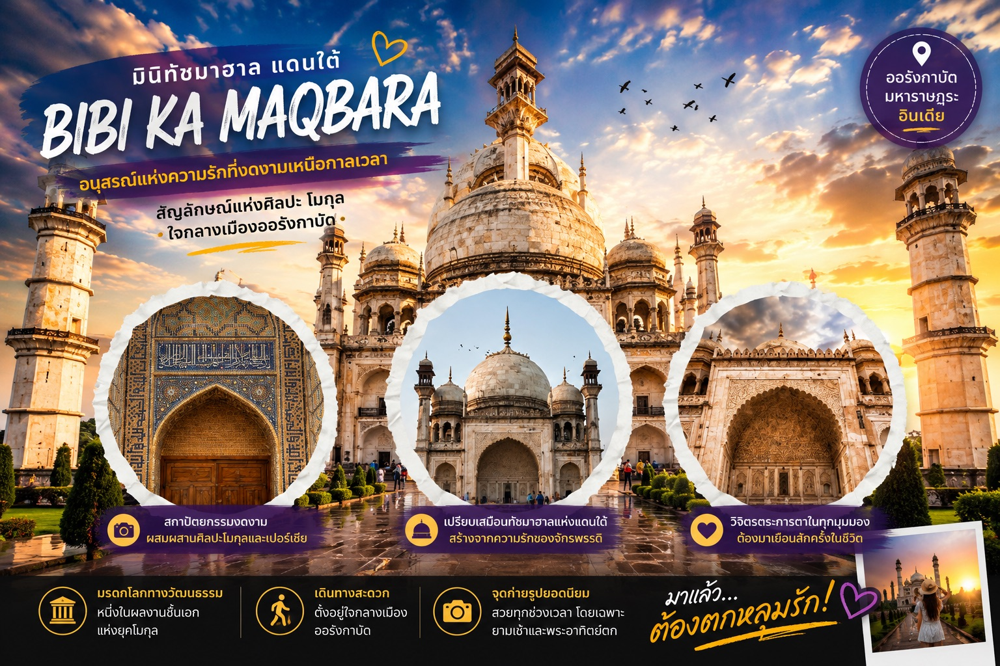 มินิทัชมาฮาล แดนใต้
BIBI KA MAQBARA
อนุสรณ์แห่งความรักที่งดงามเหนือกาลเวลา
สัญลักษณ์แห่งศิลปะ โมกุล
ใจกลางเมืองออรังกาบัด
ออรังกาบัต
มหาราษฎระ
อินเดีย
สถาปัตยกรรมงดงาม
ผสมผสานศิลปะโมกุลและเปอร์เชีย
เปรียบเสมือนทัชมาฮาลแห่งแดนใต้
สร้างจากความรักของจักรพรรดิ
วิจิตรตระการตาในทุกมุมมอง
ต้องมาเยือนสักครั้งในชีวิต
มรดกโลกทางวัฒนธรรม
หนึ่งในผลงานชั้นเอก
แห่งยุคโมกุล
เดินทางสะดวก
ตั้งอยู่ใจกลางเมือง
ออรังกาบัด
จุดถ่ายรูปยอดนิยม
สวยทุกช่วงเวลา โดยเฉพาะ
ยามเช้าและพระอาทิตย์ตก
มาแล้ว...
ต้องตกหลุมรัก!